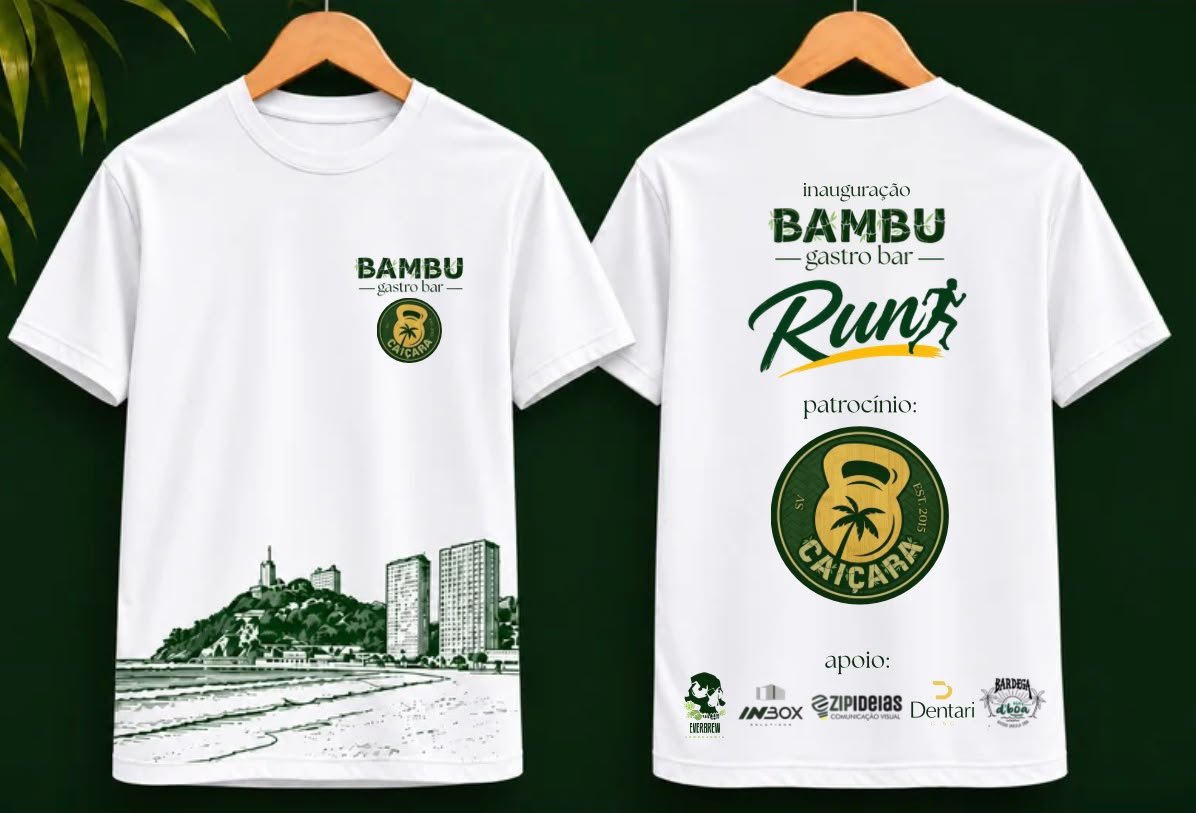 BAMBU
— gastro bar —
CAIÇARA
inauguração
BAMBU
— gastro bar —
Run
patrocínio:
SV
EST. 2015
CAIÇARA
apoio:
EVERBREW
INBOX
ZIPIDEIAS
COMUNICAÇÃO VISUAL
Dentari
BARDEGA
d'boa